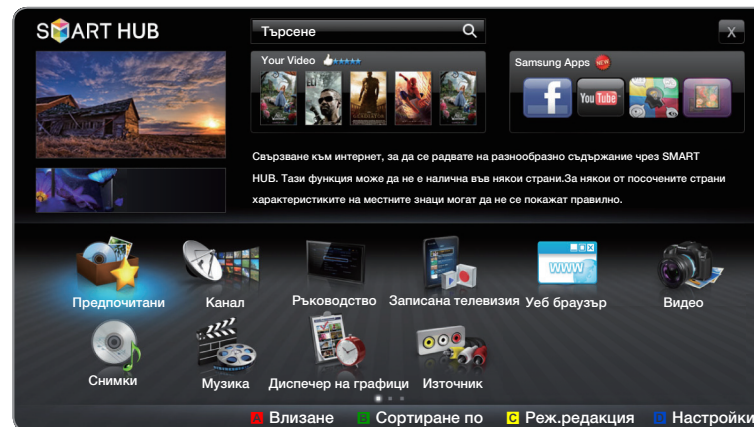 SMART HUB
Търсене
X
Your Video
Samsung Apps NEW
You Tube
Свързване към интернет, за да се радвате на разнообразно съдържание чрез SMART
HUB. Тази функция може да не е налична във някои страни.За някои от посочените страни
характеристиките на местните знаци могат да не се покажат правилно.
www
Предпочитани
Канал
Ръководство
Записана телевизия
Уеб браузър
Видео
Снимки
Музика
Диспечер на графици
Източник
A Влизане
B Сортиране по
C Реж.редакция
D Настройки